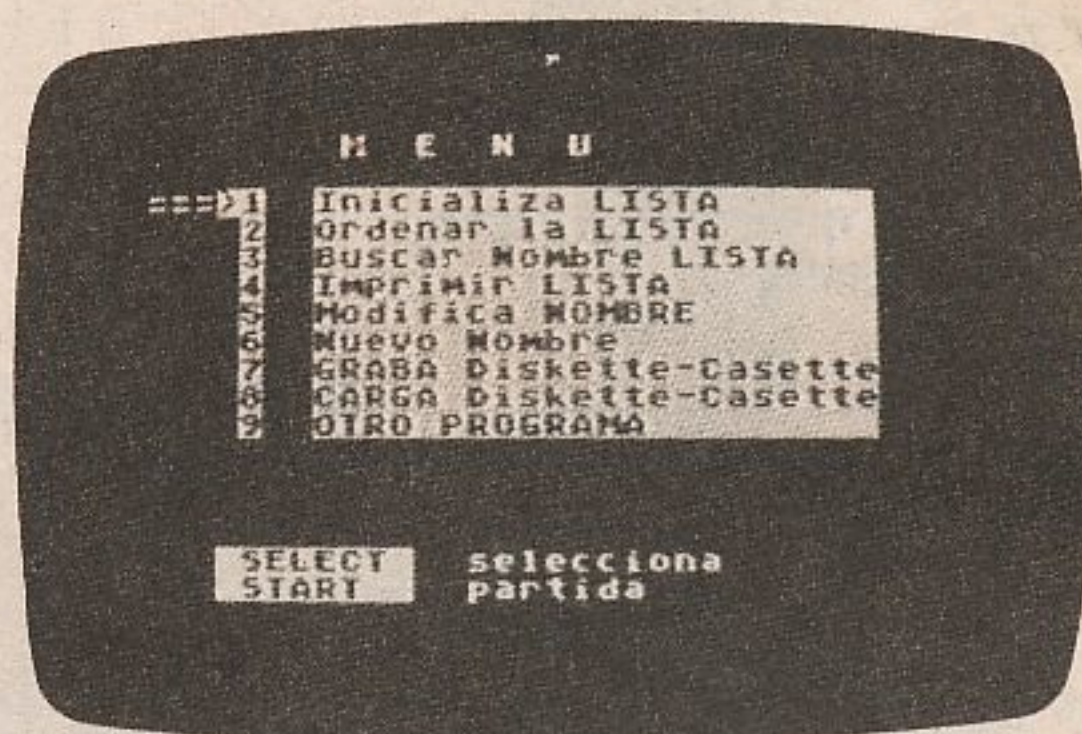 M E N U
===>1 Inicializa LISTA
2 Ordenar la LISTA
3 Buscar Nombre LISTA
4 Imprimir LISTA
5 Modifica NOMBRE
6 Nuevo Nombre
7 GRABA Diskette-Casette
8 CARGA Diskette-Casette
9 OTRO PROGRAMA
SELECT selecciona
START partida